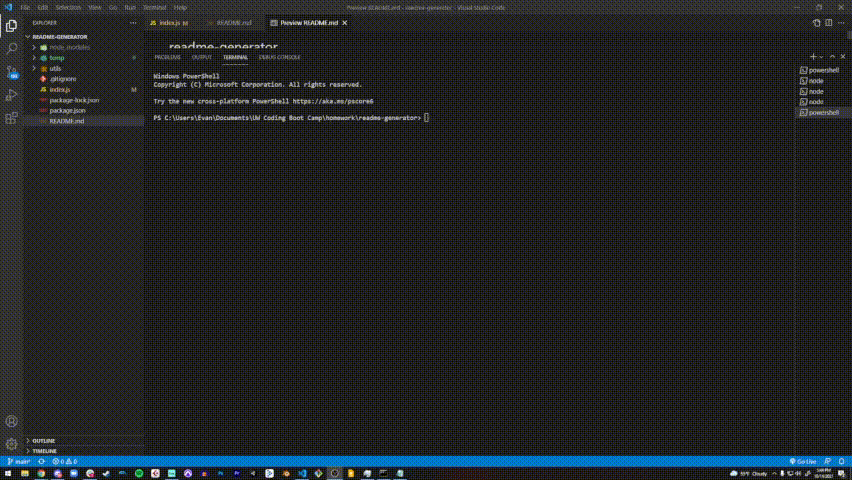 File Edit Selection View Go Run Terminal Help
Preview README.md - readme-generator - Visual Studio Code
EXPLORER
index.js M
README.md
Preview README.md
README-GENERATOR
node_modules
temp
utils
.gitignore
index.js M
package-lock.json
package.json
README.md
readme-generator
PROBLEMS OUTPUT TERMINAL DEBUG CONSOLE
Windows PowerShell
Copyright (C) Microsoft Corporation. All rights reserved.
Try the new cross-platform PowerShell https://aka.ms/pscore6
PS C:\Users\Evan\Documents\UW Coding Boot Camp\homework\readme-generator>
powershell
node
node
node
powershell
OUTLINE
TIMELINE
main* 0 0
Go Live
Cloudy